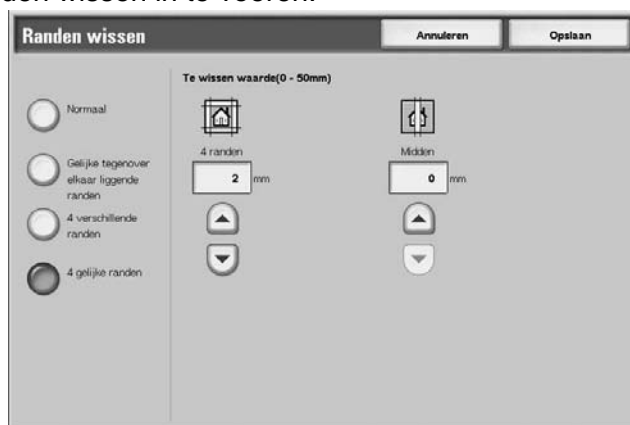 den wissen in te voeren.
Randen wissen
Annuleren
Opslaan
Te wissen waarde(0 - 50mm)
Normaal
Gelijke tegenover
elkaar liggende
randen
4 verschillende
randen
4 gelijke randen
4 randen
2 mm
Midden
0 mm